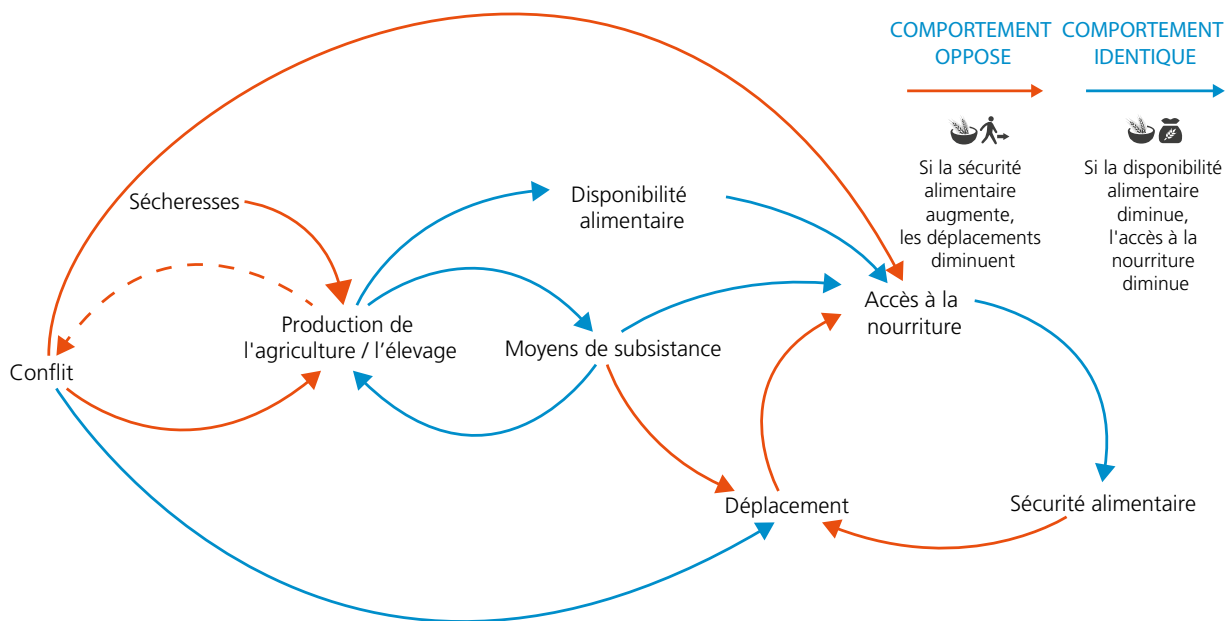 COMPORTEMENT
OPPOSE
COMPORTEMENT
IDENTIQUE
Si la sécurité
alimentaire
augmente,
les déplacements
diminuent
Si la disponibilité
alimentaire
diminue,
l'accès à la
nourriture
diminue
Sécheresses
Disponibilité
alimentaire
Accès à la
nourriture
Production de
l'agriculture / l’élevage
Moyens de subsistance
Conflit
Déplacement
Sécurité alimentaire